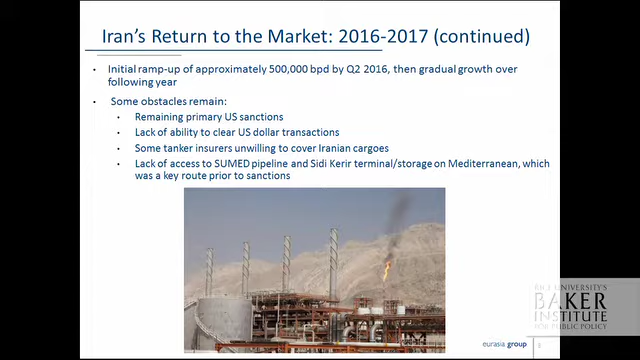 Iran's Return to the Market: 2016-2017 (continued)
• Initial ramp-up of approximately 500,000 bpd by Q2 2016, then gradual growth over
following year
• Some obstacles remain:
• Remaining primary US sanctions
• Lack of ability to clear US dollar transactions
• Some tanker insurers unwilling to cover Iranian cargoes
• Lack of access to SUMED pipeline and Sidi Kerir terminal/storage on Mediterranean, which
was a key route prior to sanctions
eurasia group
RICE UNIVERSITY'S
BAKER
INSTITUTE
FOR PUBLIC POLICY